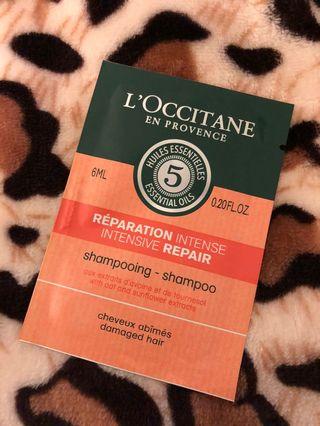 L'OCCITANE
EN PROVENCE
HUILES ESSENTIELLES
5
ESSENTIAL OILS
6ML
0.20FL.OZ
RÉPARATION INTENSE
INTENSIVE REPAIR
shampooing - shampoo
aux extraits d'avoine et de tournesol
with oat and sunflower extracts
cheveux abîmés
damaged hair